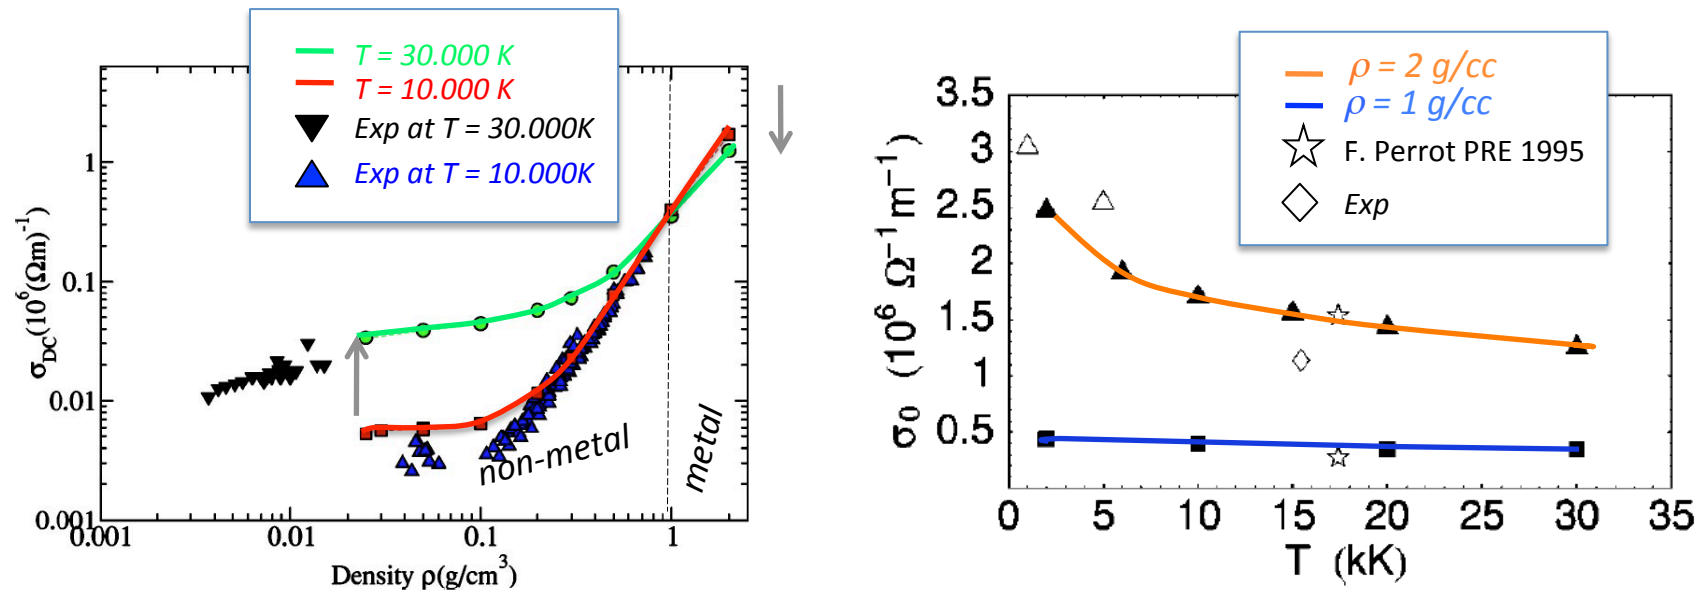 T = 30.000 K
T = 10.000 K
Exp at T = 30.000K
Exp at T = 10.000K
σDC(10⁶(Ωm)⁻¹)
1
0.1
0.01
0.001
non-metal
metal
0.001
0.01
0.1
1
Density ρ(g/cm³)
ρ = 2 g/cc
ρ = 1 g/cc
F. Perrot PRE 1995
Exp
σ₀ (10⁶ Ω⁻¹m⁻¹)
3.5
3
2.5
2
1.5
1
0.5
0 5 10 15 20 25 30 35
T (kK)